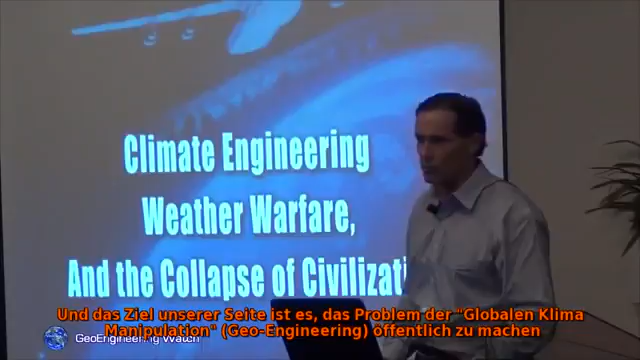 Climate Engineering
Weather Warfare,
And the Collapse of Civilizati
Und das Ziel unserer Seite ist es, das Problem der "Globalen Klima
Manipulation" (Geo-Engineering) öffentlich zu machen
GeoEngineering Watch